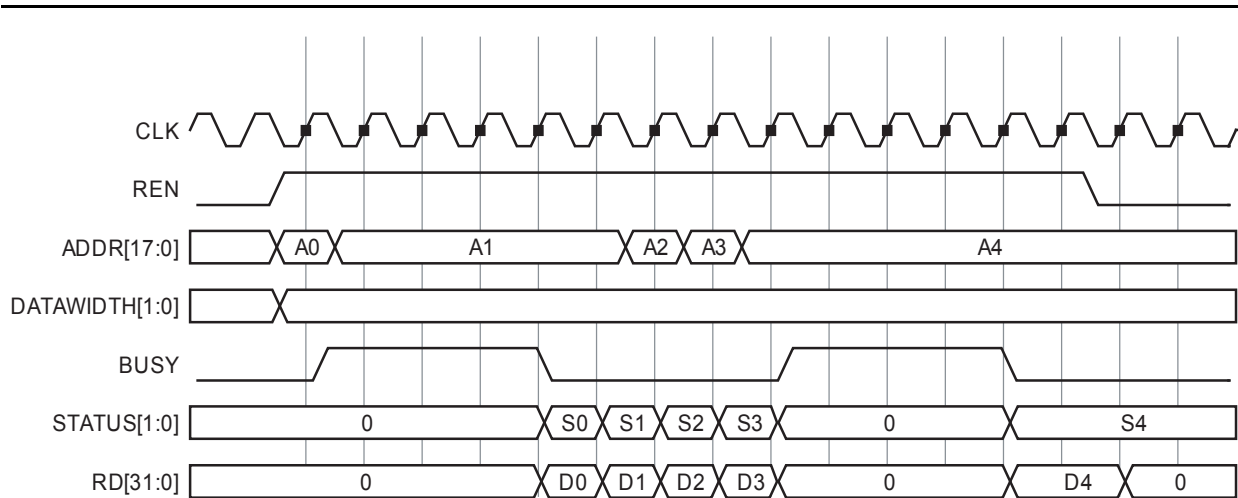 CLK
REN
ADDR[17:0] A0 A1 A2 A3 A4
DATAWIDTH[1:0]
BUSY
STATUS[1:0] 0 S0 S1 S2 S3 0 S4
RD[31:0] 0 D0 D1 D2 D3 0 D4 0